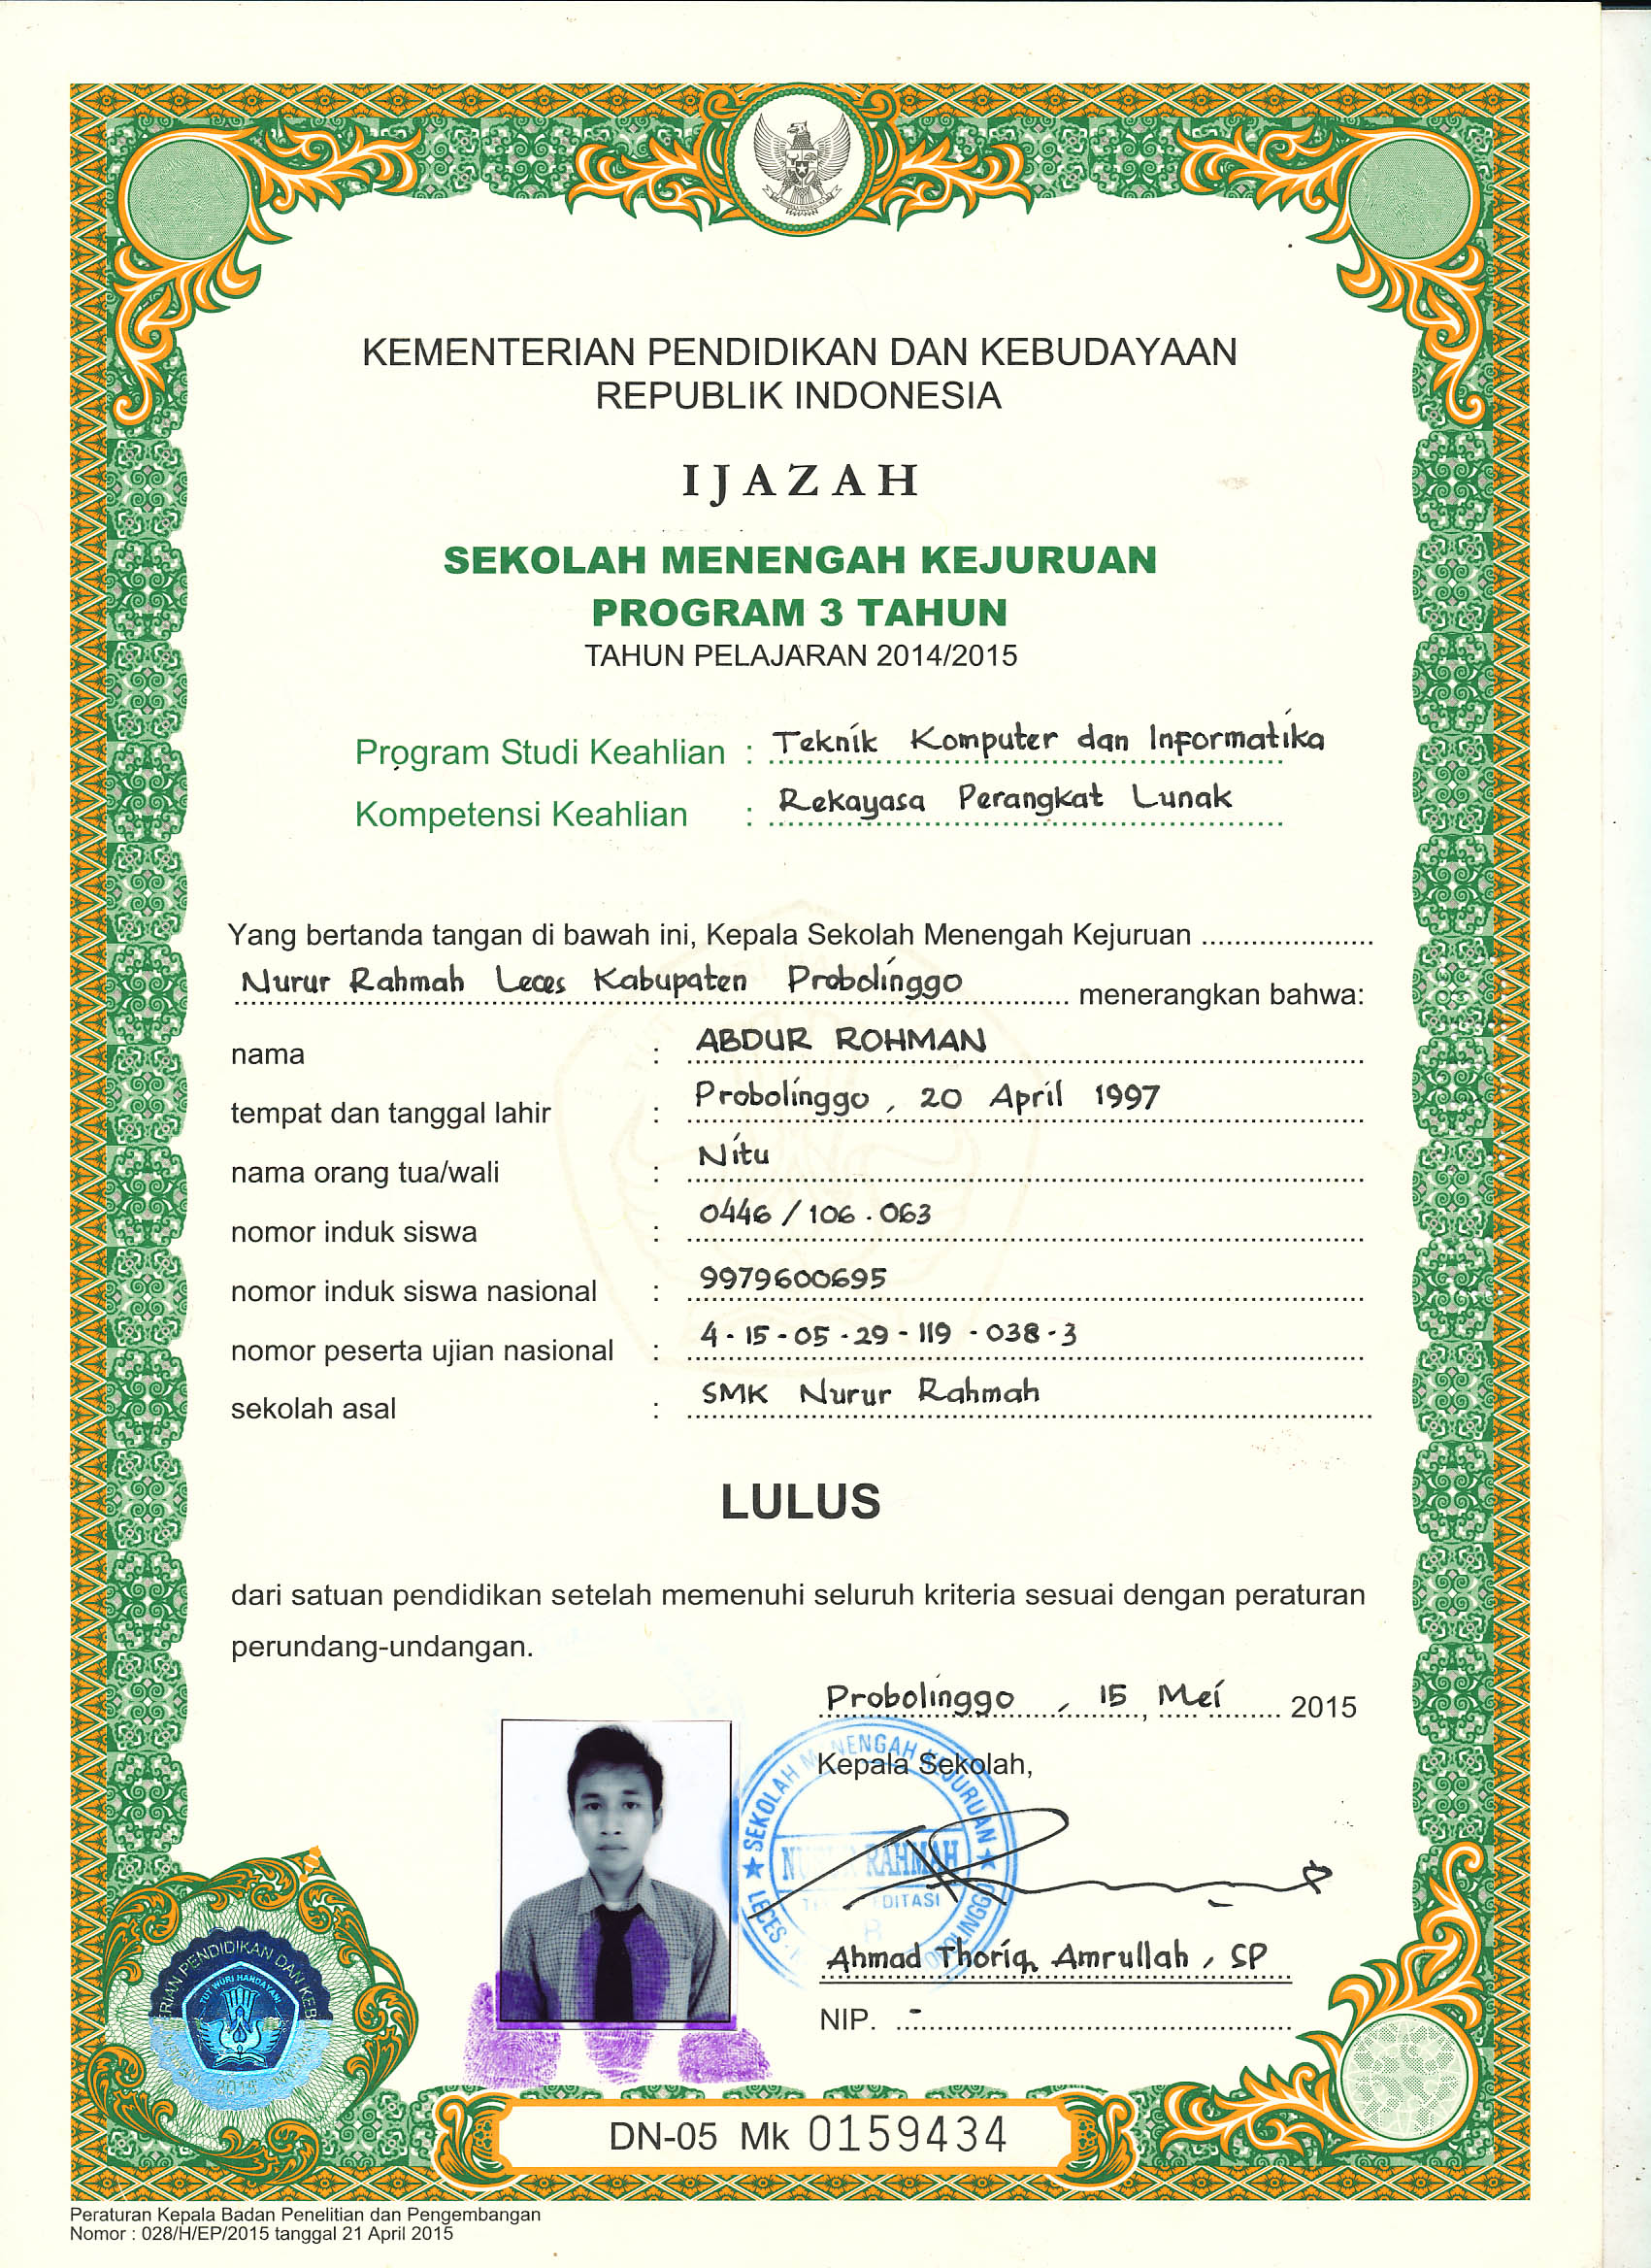 KEMENTERIAN PENDIDIKAN DAN KEBUDAYAAN
REPUBLIK INDONESIA
IJAZAH
SEKOLAH MENENGAH KEJURUAN
PROGRAM 3 TAHUN
TAHUN PELAJARAN 2014/2015
Program Studi Keahlian : Teknik Komputer dan Informatika
Kompetensi Keahlian : Rekayasa Perangkat Lunak
Yang bertanda tangan di bawah ini, Kepala Sekolah Menengah Kejuruan ....................
Nurur Rahmah Leces Kabupaten Probolinggo menerangkan bahwa:
nama : ABDUR ROHMAN
tempat dan tanggal lahir : Probolinggo, 20 April 1997
nama orang tua/wali : Nitu
nomor induk siswa : 0446 / 106 . 063
nomor induk siswa nasional : 9979600695
nomor peserta ujian nasional : 4 - 15 - 05 - 29 - 119 - 038 - 3
sekolah asal : SMK Nurur Rahmah
LULUS
dari satuan pendidikan setelah memenuhi seluruh kriteria sesuai dengan peraturan
perundang-undangan.
Probolinggo, 15 Mei 2015
Kepala Sekolah,
SEKOLAH MENENGAH KEJURUAN
RAHMAH
LECES
Ahmad Thoriq Amrullah, SP
NIP. -
PENDIDIKAN DAN
TUT WURI HANDAYANI
2015
DN-05 Mk 0159434
Peraturan Kepala Badan Penelitian dan Pengembangan
Nomor : 028/H/EP/2015 tanggal 21 April 2015